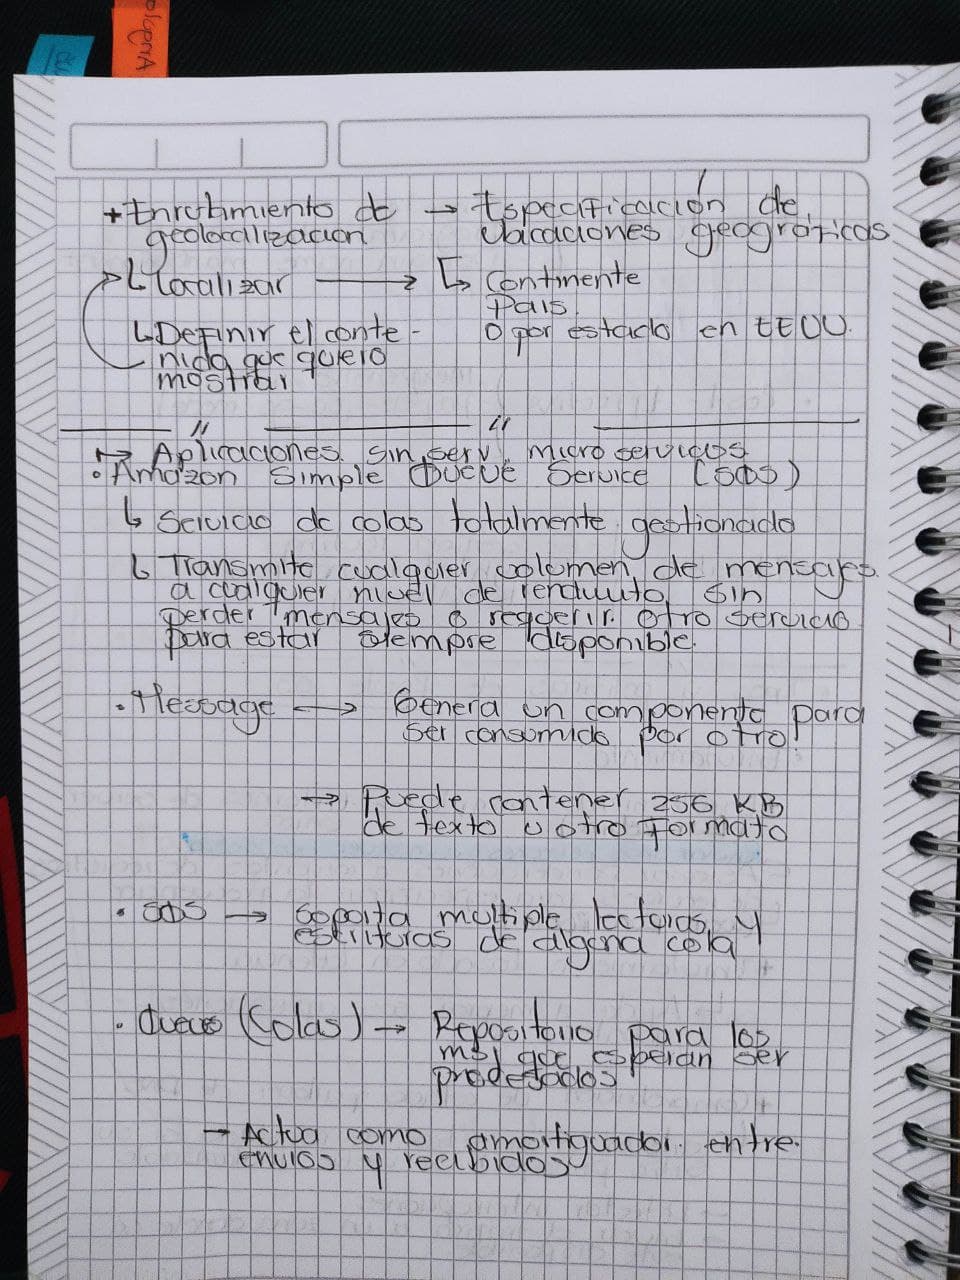 + Enrutamiento de → Especificación de
geolocalización ubicaciones geográficas
↳ Localizar → ↳ Continente
País
O por estado en EEUU.
↳ Definir el conte-
nido que quiero
mostrar
// //
↦ Aplicaciones sin serv, micro servicios
• Amazon Simple Queue Service (SQS)
↳ Servicio de colas totalmente gestionado
↳ Transmite cualquier volumen de mensajes
a cualquier nivel de
sin
perder mensajes o requerir otro servicio
para estar siempre disponible.
• Message → Genera un componente para
ser consumido por otro
→ Puede contener 256 KB
de texto u otro formato
• SQS → Soporta multiple lectoras y
escrituras de alguna cola
• Queues (Colas) → Repositorio para los
msj que esperan ser
procesados
→ Actua como amortiguador entre
envios y recibidos